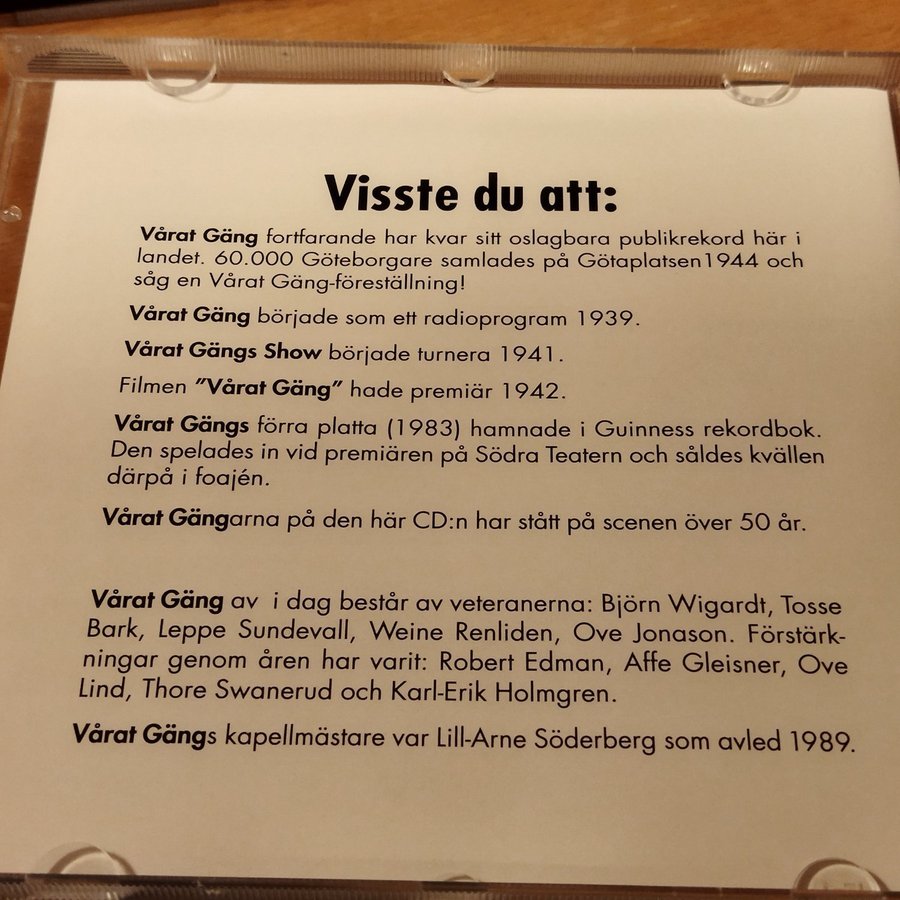 Visste du att:
Vårat Gäng fortfarande har kvar sitt oslagbara publikrekord här i
landet. 60.000 Göteborgare samlades på Götaplatsen1944 och
såg en Vårat Gäng-föreställning!
Vårat Gäng började som ett radioprogram 1939.
Vårat Gängs Show började turnera 1941.
Filmen ”Vårat Gäng” hade premiär 1942.
Vårat Gängs förra platta (1983) hamnade i Guinness rekordbok.
Den spelades in vid premiären på Södra Teatern och såldes kvällen
därpå i foajén.
Vårat Gängarna på den här CD:n har stått på scenen över 50 år.
Vårat Gäng av i dag består av veteranerna: Björn Wigardt, Tosse
Bark, Leppe Sundevall, Weine Renliden, Ove Jonason. Förstärk-
ningar genom åren har varit: Robert Edman, Affe Gleisner, Ove
Lind, Thore Swanerud och Karl-Erik Holmgren.
Vårat Gängs kapellmästare var Lill-Arne Söderberg som avled 1989.